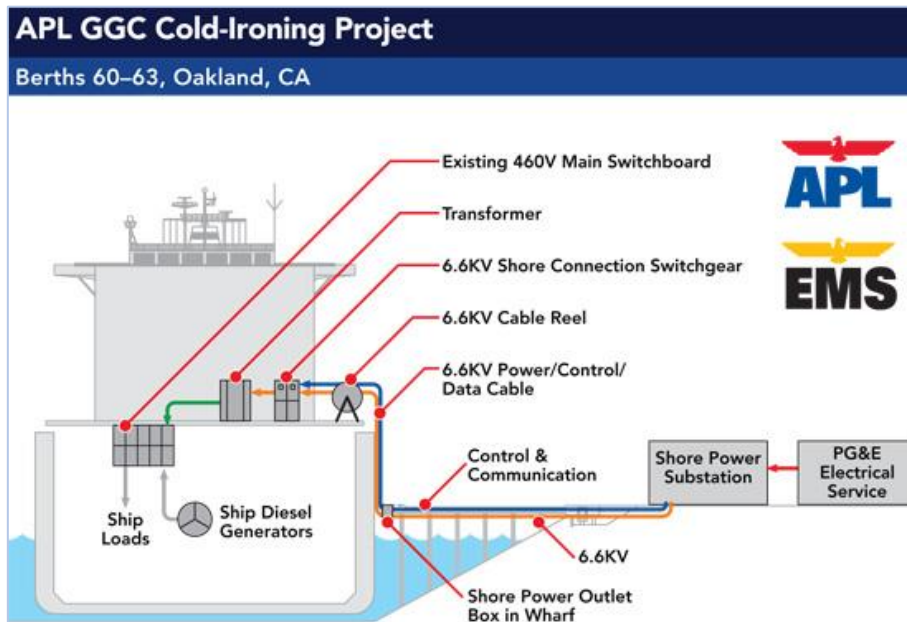 APL GGC Cold-Ironing Project
Berths 60–63, Oakland, CA
Existing 460V Main Switchboard
Transformer
6.6KV Shore Connection Switchgear
6.6KV Cable Reel
6.6KV Power/Control/
Data Cable
APL
EMS
Control &
Communication
Shore Power
Substation
PG&E
Electrical
Service
Ship
Loads
Ship Diesel
Generators
6.6KV
Shore Power Outlet
Box in Wharf